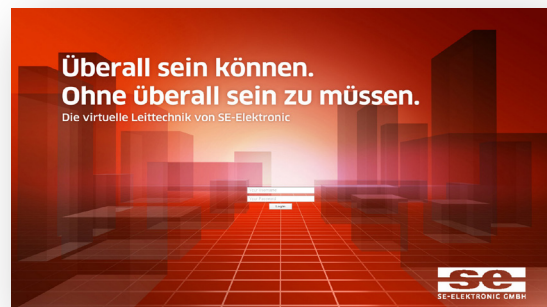 Überall sein können.
Ohne überall sein zu müssen.
Die virtuelle Leittechnik von SE-Elektronic
Login
se
SE-ELEKTRONIC GMBH